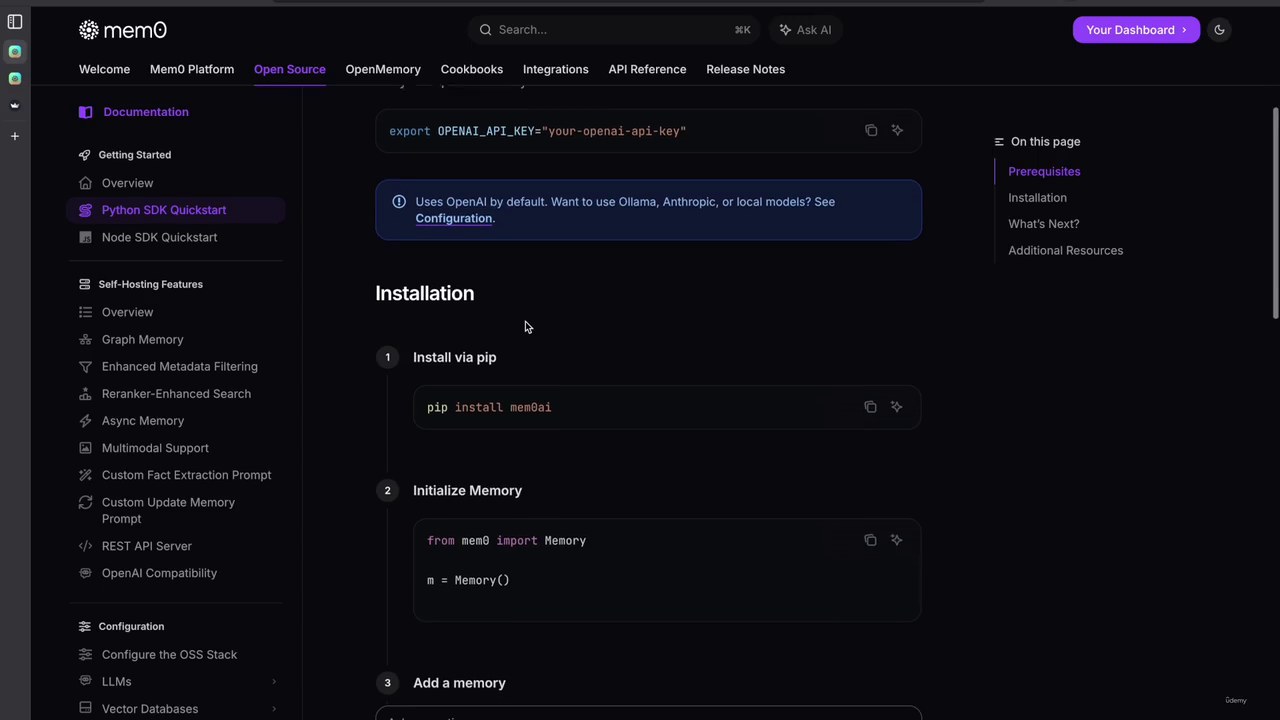 mem0
Search...
⌘K
Ask AI
Your Dashboard
Welcome
Mem0 Platform
Open Source
OpenMemory
Cookbooks
Integrations
API Reference
Release Notes
Documentation
Getting Started
Overview
Python SDK Quickstart
Node SDK Quickstart
Self-Hosting Features
Overview
Graph Memory
Enhanced Metadata Filtering
Reranker-Enhanced Search
Async Memory
Multimodal Support
Custom Fact Extraction Prompt
Custom Update Memory
Prompt
REST API Server
OpenAI Compatibility
Configuration
Configure the OSS Stack
LLMs
Vector Databases
export OPENAI_API_KEY="your-openai-api-key"
Uses OpenAI by default. Want to use Ollama, Anthropic, or local models? See
Configuration.
Installation
1
Install via pip
pip install mem0ai
2
Initialize Memory
from mem0 import Memory
m = Memory()
3
Add a memory
On this page
Prerequisites
Installation
What's Next?
Additional Resources
ûdemy